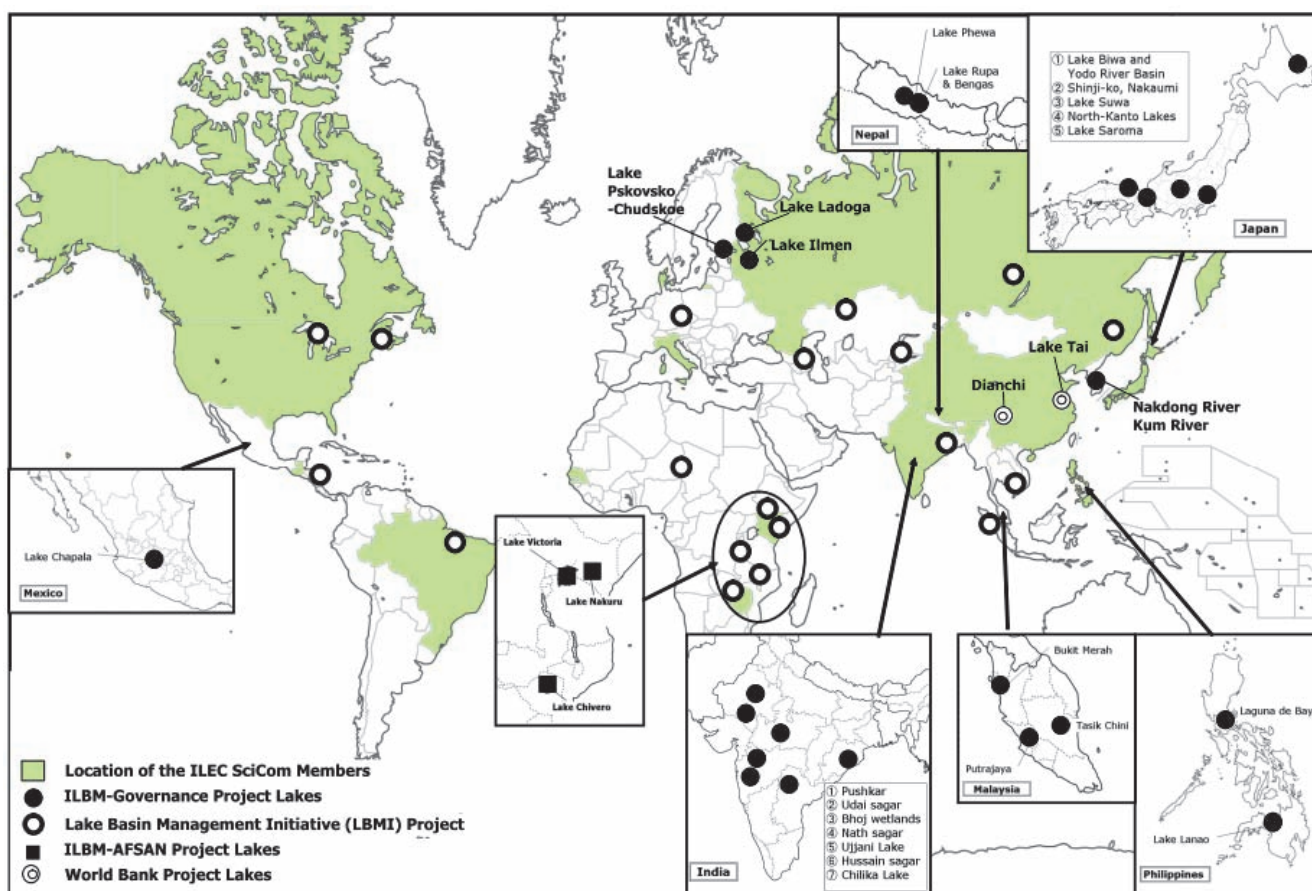 Lake Phewa
Lake Rupa
& Bengas
Nepal
① Lake Biwa and
Yodo River Basin
② Shinji-ko, Nakaumi
③ Lake Suwa
④ North-Kanto Lakes
⑤ Lake Saroma
Japan
Lake
Pskovsko
-Chudskoe
Lake Ladoga
Lake Ilmen
Lake Tai
Dianchi
Nakdong River
Kum River
Lake Chapala
Mexico
Lake Victoria
Lake Nakuru
Lake Chivero
① Pushkar
② Udai sagar
③ Bhoj wetlands
④ Nath sagar
⑤ Ujjani Lake
⑥ Hussain sagar
⑦ Chilika Lake
India
Bukit Merah
Tasik Chini
Putrajaya
Malaysia
Laguna de Bay
Lake Lanao
Philippines
Location of the ILEC SciCom Members
ILBM-Governance Project Lakes
Lake Basin Management Initiative (LBMI) Project
ILBM-AFSAN Project Lakes
World Bank Project Lakes